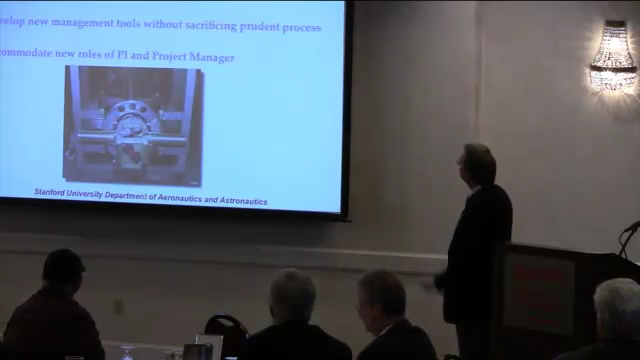 velop new management tools without sacrificing prudent process
commodate new roles of PI and Project Manager
Stanford University Department of Aeronautics and Astronautics